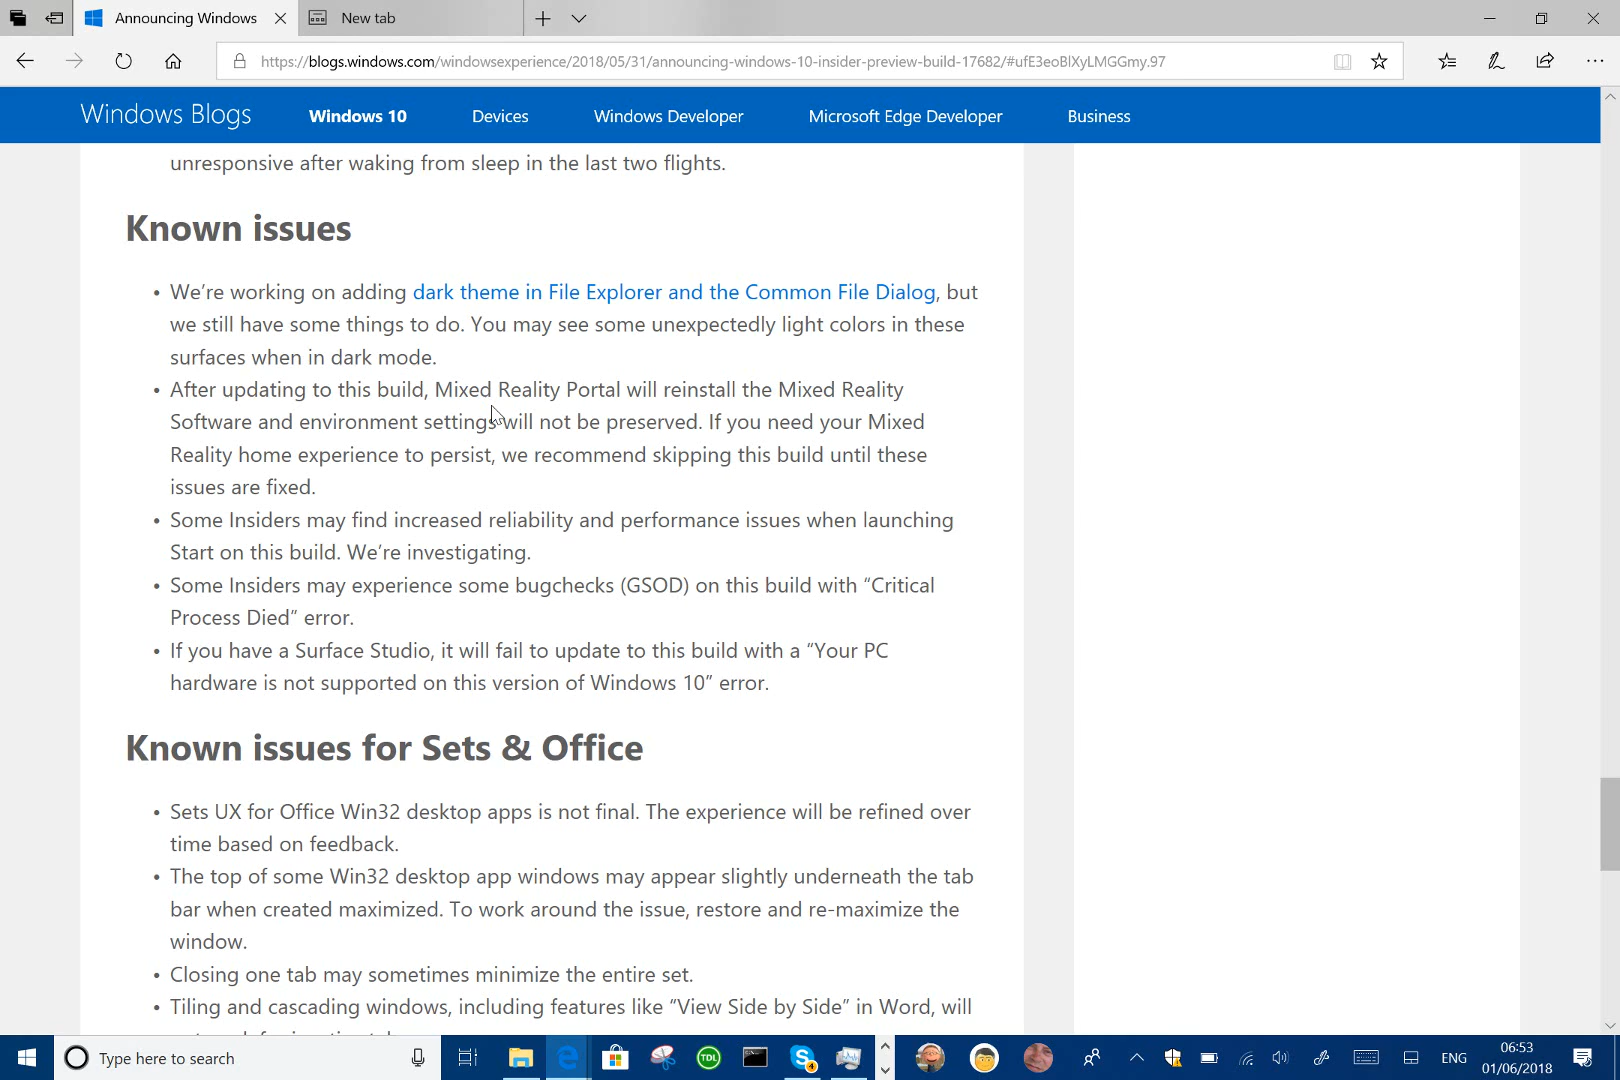 Announcing Windows
New tab
https://blogs.windows.com/windowsexperience/2018/05/31/announcing-windows-10-insider-preview-build-17682/#ufE3eoBlXyLMGGmy.97
Windows Blogs
Windows 10
Devices
Windows Developer
Microsoft Edge Developer
Business
unresponsive after waking from sleep in the last two flights.
Known issues
• We’re working on adding dark theme in File Explorer and the Common File Dialog, but
we still have some things to do. You may see some unexpectedly light colors in these
surfaces when in dark mode.
• After updating to this build, Mixed Reality Portal will reinstall the Mixed Reality
Software and environment settings will not be preserved. If you need your Mixed
Reality home experience to persist, we recommend skipping this build until these
issues are fixed.
• Some Insiders may find increased reliability and performance issues when launching
Start on this build. We’re investigating.
• Some Insiders may experience some bugchecks (GSOD) on this build with “Critical
Process Died” error.
• If you have a Surface Studio, it will fail to update to this build with a “Your PC
hardware is not supported on this version of Windows 10” error.
Known issues for Sets & Office
• Sets UX for Office Win32 desktop apps is not final. The experience will be refined over
time based on feedback.
• The top of some Win32 desktop app windows may appear slightly underneath the tab
bar when created maximized. To work around the issue, restore and re-maximize the
window.
• Closing one tab may sometimes minimize the entire set.
• Tiling and cascading windows, including features like “View Side by Side” in Word, will
Type here to search
TDL
4
ENG
06:53
01/06/2018